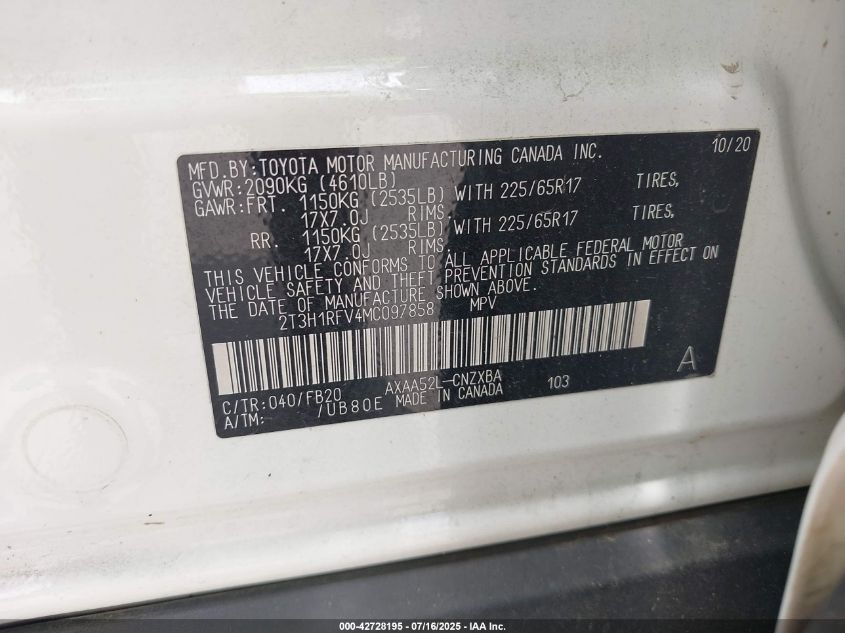 MFD.BY:TOYOTA MOTOR MANUFACTURING CANADA INC. 10/20
GVWR:2090KG (4610LB)
GAWR:FRT. 1150KG (2535LB) WITH 225/65R17 TIRES,
17X7.0J RIMS,
RR. 1150KG (2535LB) WITH 225/65R17 TIRES,
17X7.0J RIMS
THIS VEHICLE CONFORMS TO ALL APPLICABLE FEDERAL MOTOR
VEHICLE SAFETY AND THEFT PREVENTION STANDARDS IN EFFECT ON
THE DATE OF MANUFACTURE SHOWN ABOVE.
2T3H1RFV4MC097858 MPV
A
C/TR:040/FB20 AXAA52L-CNZXBA 103
A/TM: /UB80E MADE IN CANADA
000-42728195 - 07/16/2025 - IAA Inc.